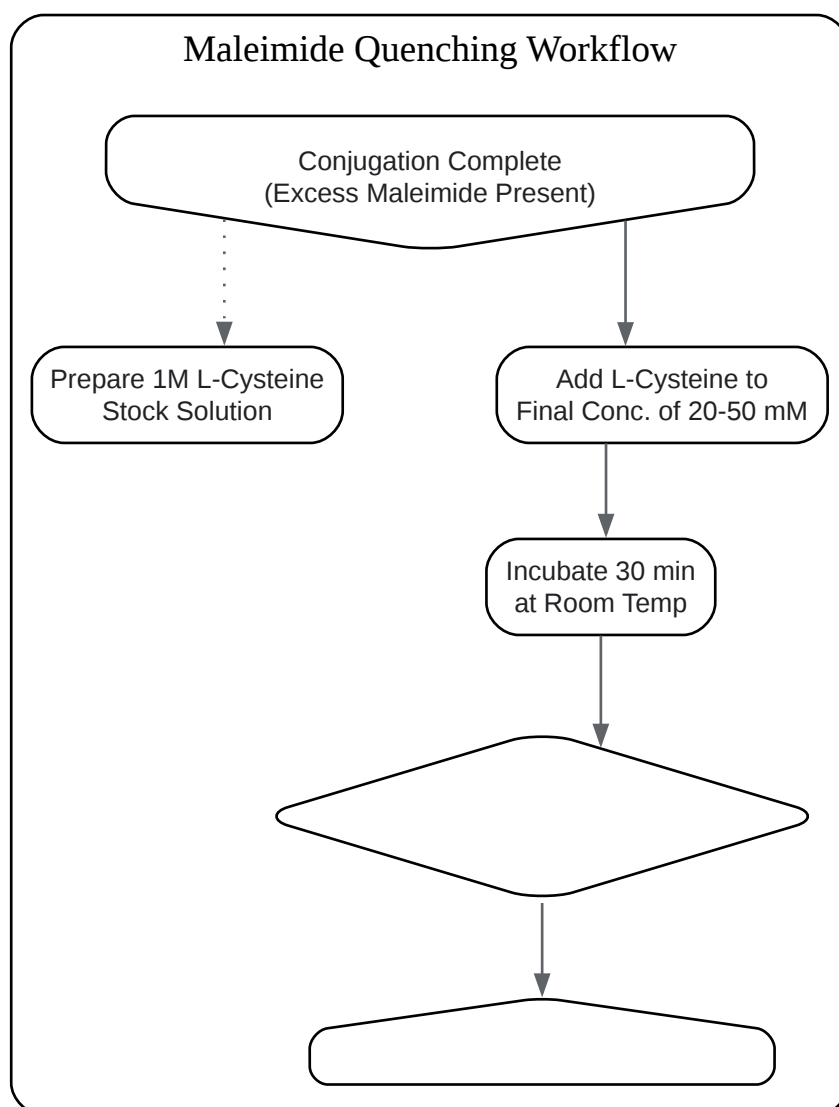 Maleimide Quenching Workflow
Conjugation Complete
(Excess Maleimide Present)
Prepare 1M L-Cysteine
Stock Solution
Add L-Cysteine to
Final Conc. of 20-50 mM
Incubate 30 min
at Room Temp